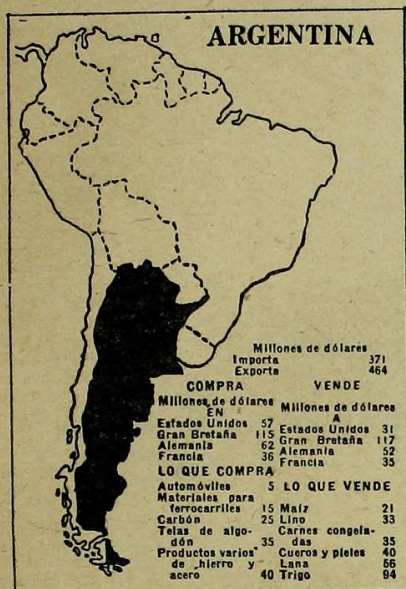 ARGENTINA
Millones de dólares
Importa 371
Exporta 464
COMPRA
Millones de dólares
EN
Estados Unidos 57
Gran Bretaña 115
Alemania 62
Francia 36
LO QUE COMPRA
Automóviles 5
Materiales para
ferrocarriles 15
Carbón 25
Telas de algo-
dón 35
Productos varios
de hierro y
acero 40
VENDE
Millones de dólares
A
Estados Unidos 31
Gran Bretaña 117
Alemania 52
Francia 35
LO QUE VENDE
Maíz 21
Lino 33
Carnes congela-
das 35
Cueros y pieles 40
Lana 56
Trigo 94